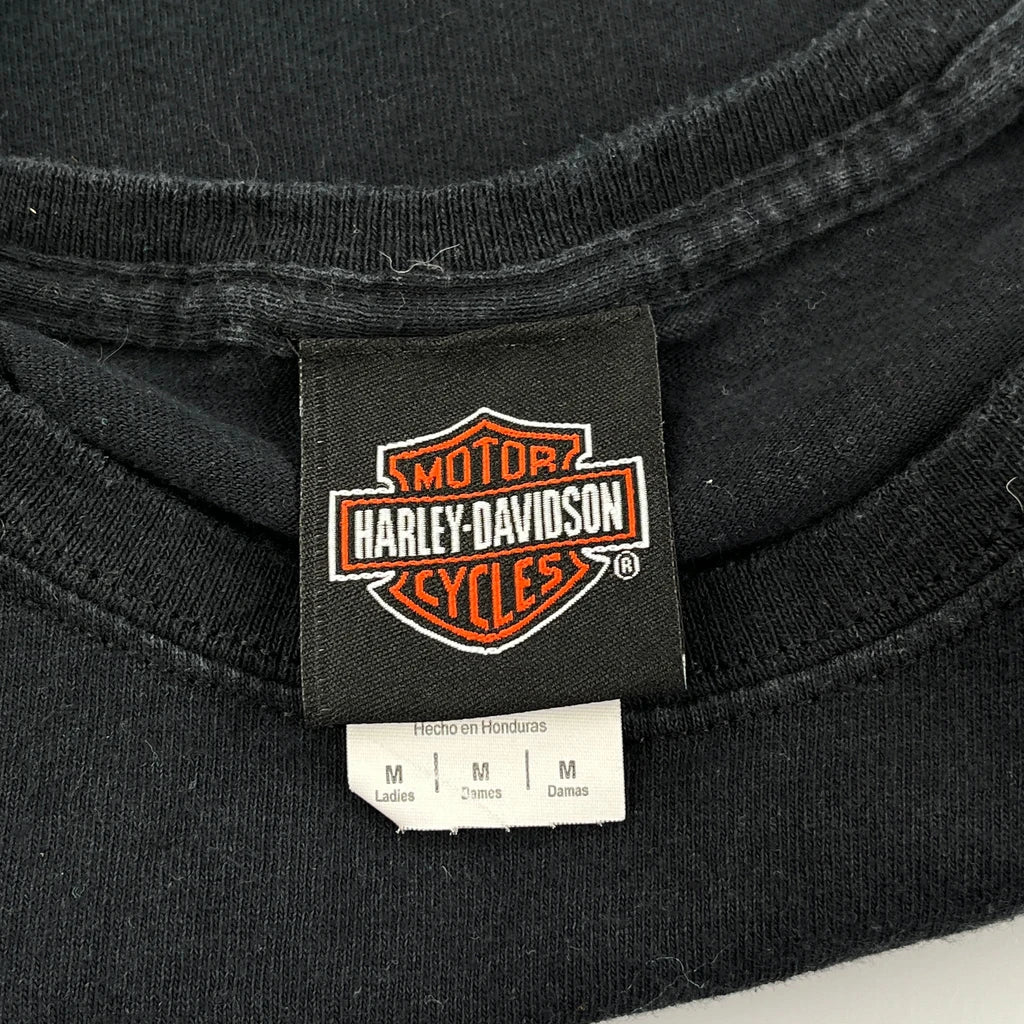 MOTOR
HARLEY-DAVIDSON
CYCLES
®
Hecho en Honduras
M | M | M
Ladies Dames Damas